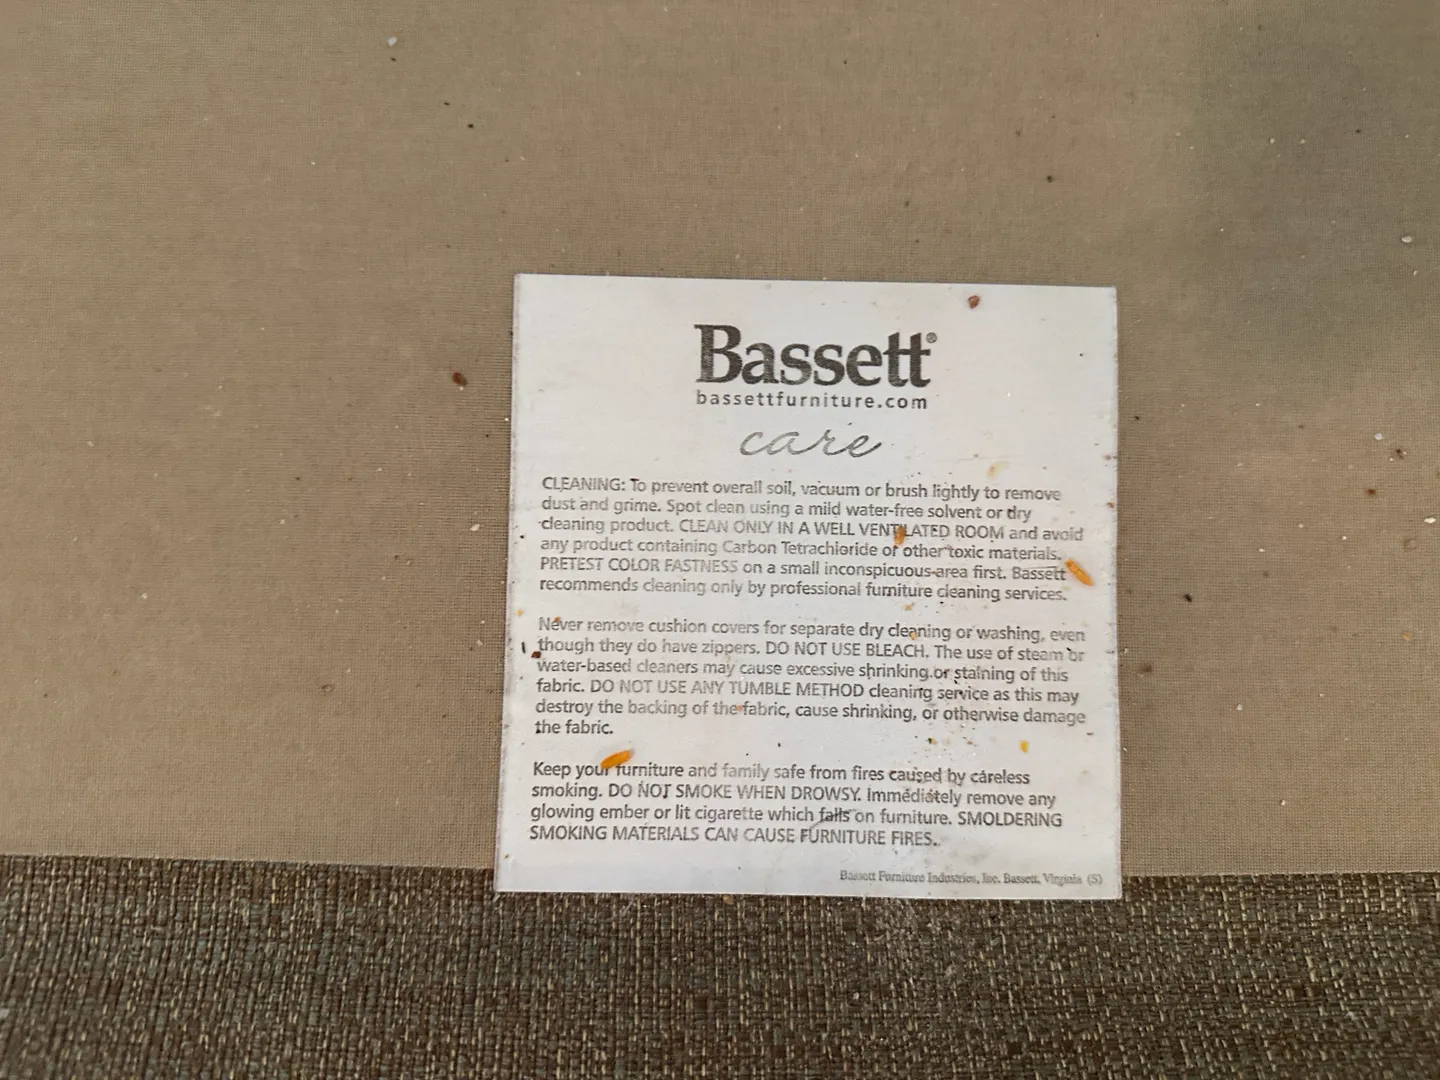 Bassett®
bassettfurniture.com
care
CLEANING: To prevent overall soil, vacuum or brush lightly to remove
dust and grime. Spot clean using a mild water-free solvent or dry
cleaning product. CLEAN ONLY IN A WELL VENTILATED ROOM and avoid
any product containing Carbon Tetrachloride or other toxic materials.
PRETEST COLOR FASTNESS on a small inconspicuous area first. Bassett
recommends cleaning only by professional furniture cleaning services.
Never remove cushion covers for separate dry cleaning or washing, even
though they do have zippers. DO NOT USE BLEACH. The use of steam or
water-based cleaners may cause excessive shrinking or staining of this
fabric. DO NOT USE ANY TUMBLE METHOD cleaning service as this may
destroy the backing of the fabric, cause shrinking, or otherwise damage
the fabric.
Keep your furniture and family safe from fires caused by careless
smoking. DO NOT SMOKE WHEN DROWSY. Immediately remove any
glowing ember or lit cigarette which falls on furniture. SMOLDERING
SMOKING MATERIALS CAN CAUSE FURNITURE FIRES.
Bassett Furniture Industries, Inc. Bassett, Virginia (S)